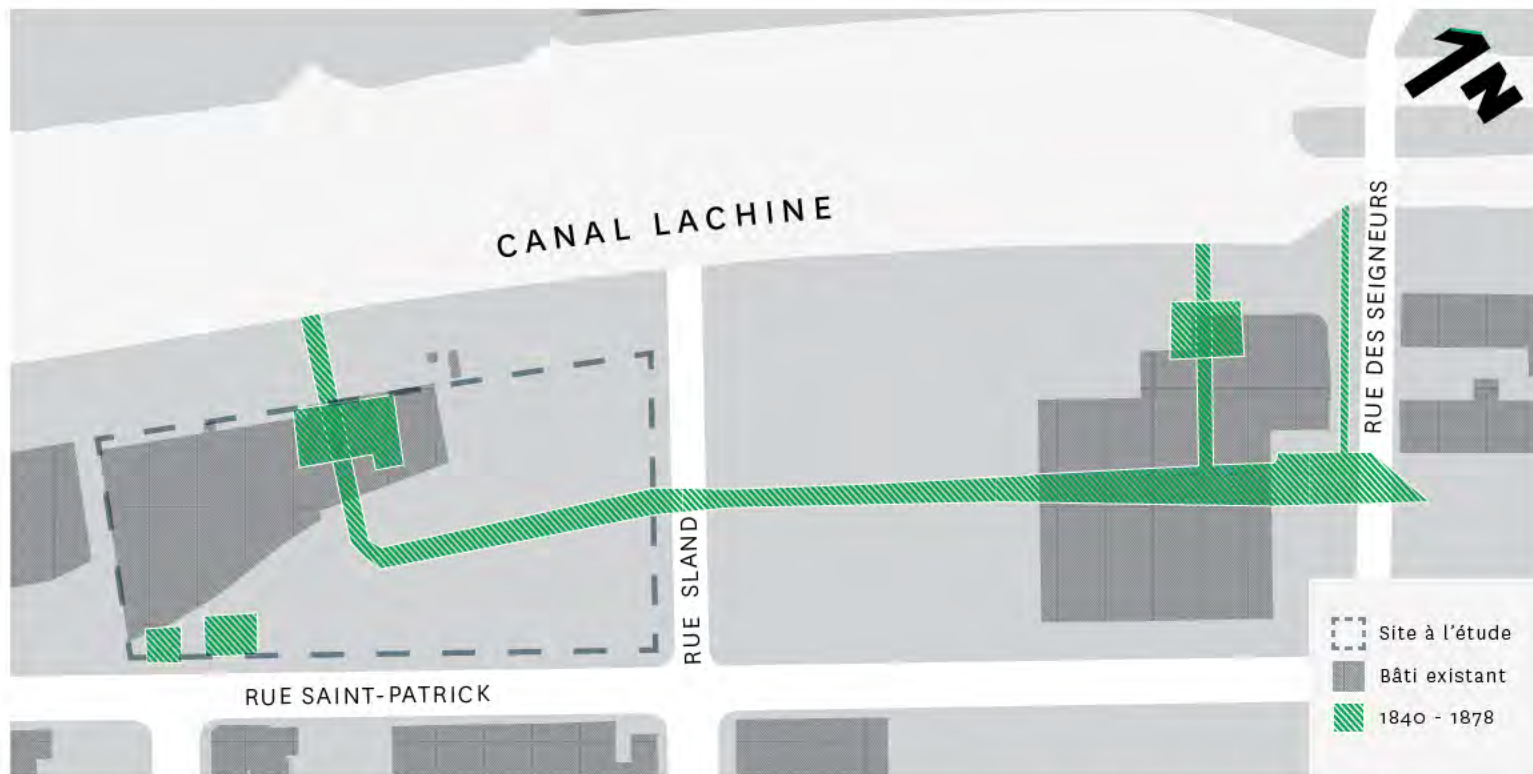 N
CANAL LACHINE
RUE DES SEIGNEURS
RUE SLAND
RUE SAINT-PATRICK
Site à l'étude
Bâti existant
1840 - 1878